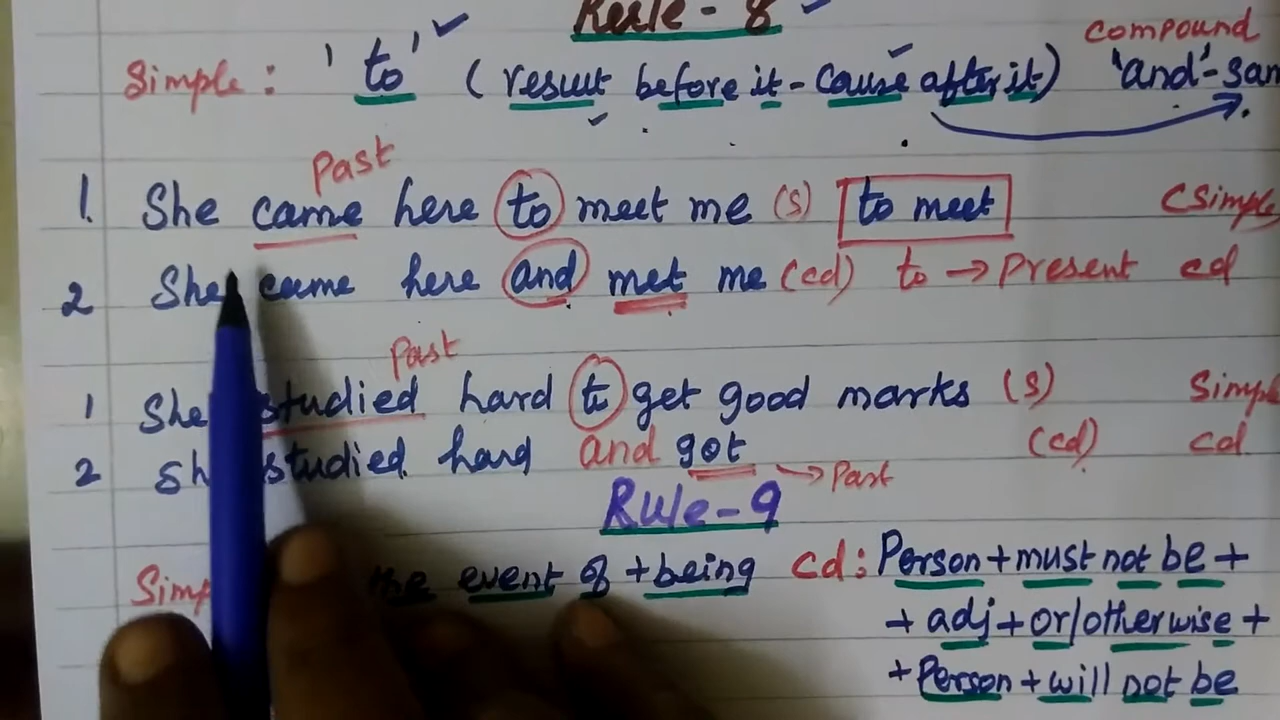 Rule - 8
compound
Simple : 'to' (result before it - Cause after it) 'and' -
Past
1. She came here to meet me (s) to meet (Simple
2 She came here and met me (cd) to → Present cd
Past
1 She studied hard to get good marks (s) Simple
2 studied hard and got (cd) cd
→ Past
Rule - 9
the event of + being cd: Person + must not be +
+ adj + or/otherwise +
+ Person + will not be